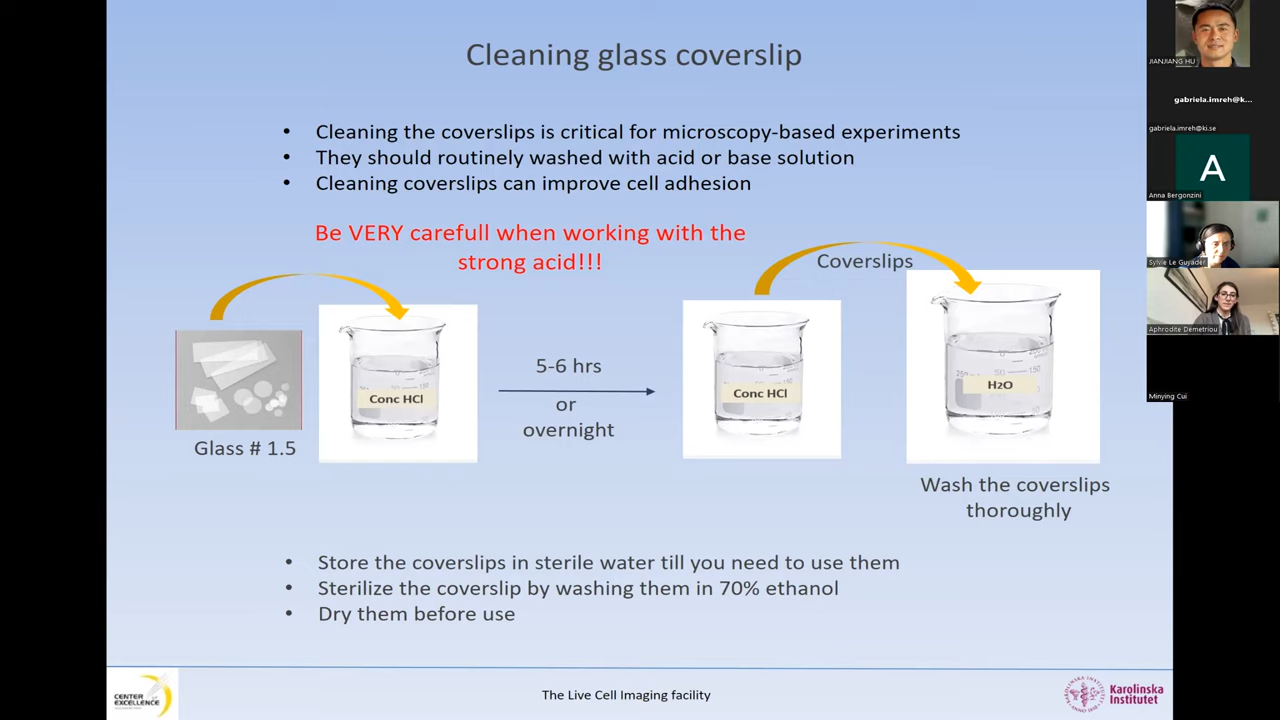 Cleaning glass coverslip
• Cleaning the coverslips is critical for microscopy-based experiments
• They should routinely washed with acid or base solution
• Cleaning coverslips can improve cell adhesion
Be VERY carefull when working with the
strong acid!!!
Coverslips
5-6 hrs
or
overnight
Conc HCl
Conc HCl
H2O
Glass # 1.5
Wash the coverslips
thoroughly
• Store the coverslips in sterile water till you need to use them
• Sterilize the coverslip by washing them in 70% ethanol
• Dry them before use
CENTER
EXCELLENCE
The Live Cell Imaging facility
Karolinska
Institutet
JIANJIANG HU
gabriela.imreh@k...
gabriela.imreh@ki.se
A
Anna Bergonzini
Sylvie Le Guyader
Aphrodite Demetriou
Minying Cui